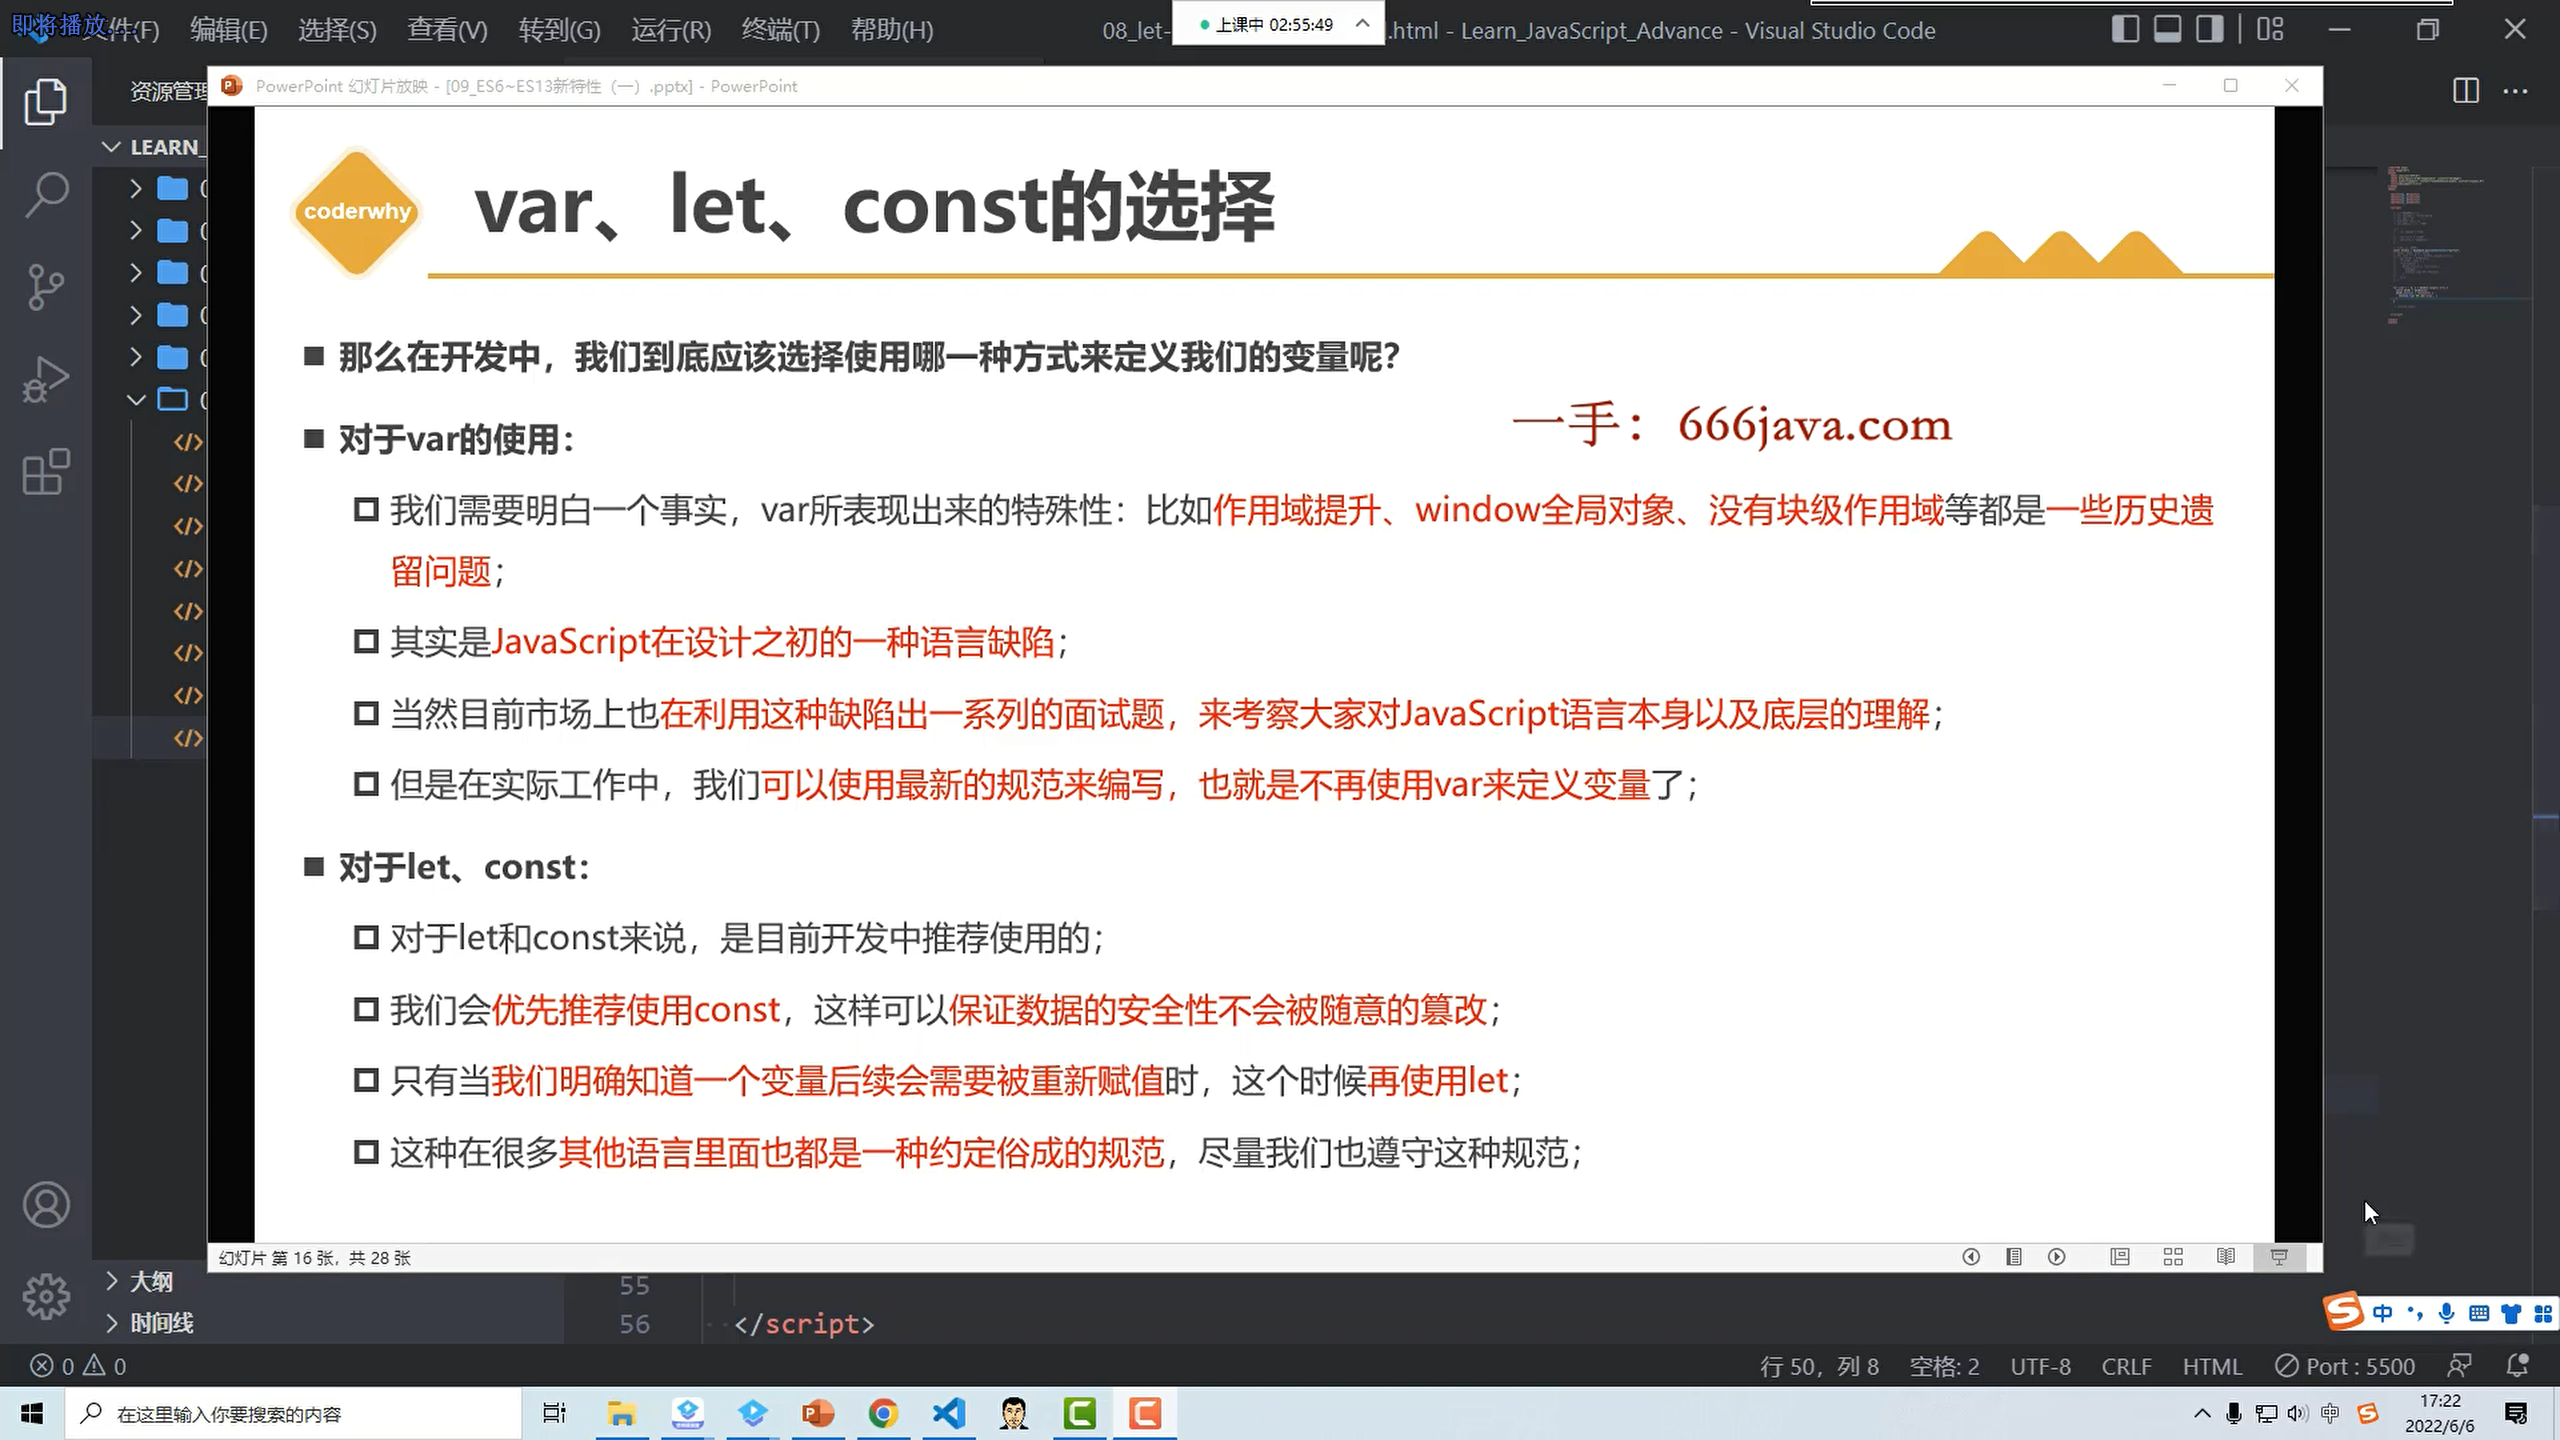 即将播放....
文件(F) 编辑(E) 选择(S) 查看(V) 转到(G) 运行(R) 终端(T) 帮助(H)
08_let-
上课中 02:55:49
.html - Learn_JavaScript_Advance - Visual Studio Code
资源管理
LEARN_
PowerPoint 幻灯片放映 - [09_ES6~ES13新特性（一）.pptx] - PowerPoint
coderwhy
var、let、const的选择
那么在开发中，我们到底应该选择使用哪一种方式来定义我们的变量呢？
一手：666java.com
对于var的使用：
我们需要明白一个事实，var所表现出来的特殊性：比如作用域提升、window全局对象、没有块级作用域等都是一些历史遗
留问题；
其实是JavaScript在设计之初的一种语言缺陷；
当然目前市场上也在利用这种缺陷出一系列的面试题，来考察大家对JavaScript语言本身以及底层的理解；
但是在实际工作中，我们可以使用最新的规范来编写，也就是不再使用var来定义变量了；
对于let、const：
对于let和const来说，是目前开发中推荐使用的；
我们会优先推荐使用const，这样可以保证数据的安全性不会被随意的篡改；
只有当我们明确知道一个变量后续会需要被重新赋值时，这个时候再使用let；
这种在很多其他语言里面也都是一种约定俗成的规范，尽量我们也遵守这种规范；
幻灯片 第 16 张，共 28 张
大纲
时间线
55
56 </script>
中
0 0
行 50，列 8 空格: 2 UTF-8 CRLF HTML Port : 5500
在这里输入你要搜索的内容
中
17:22
2022/6/6